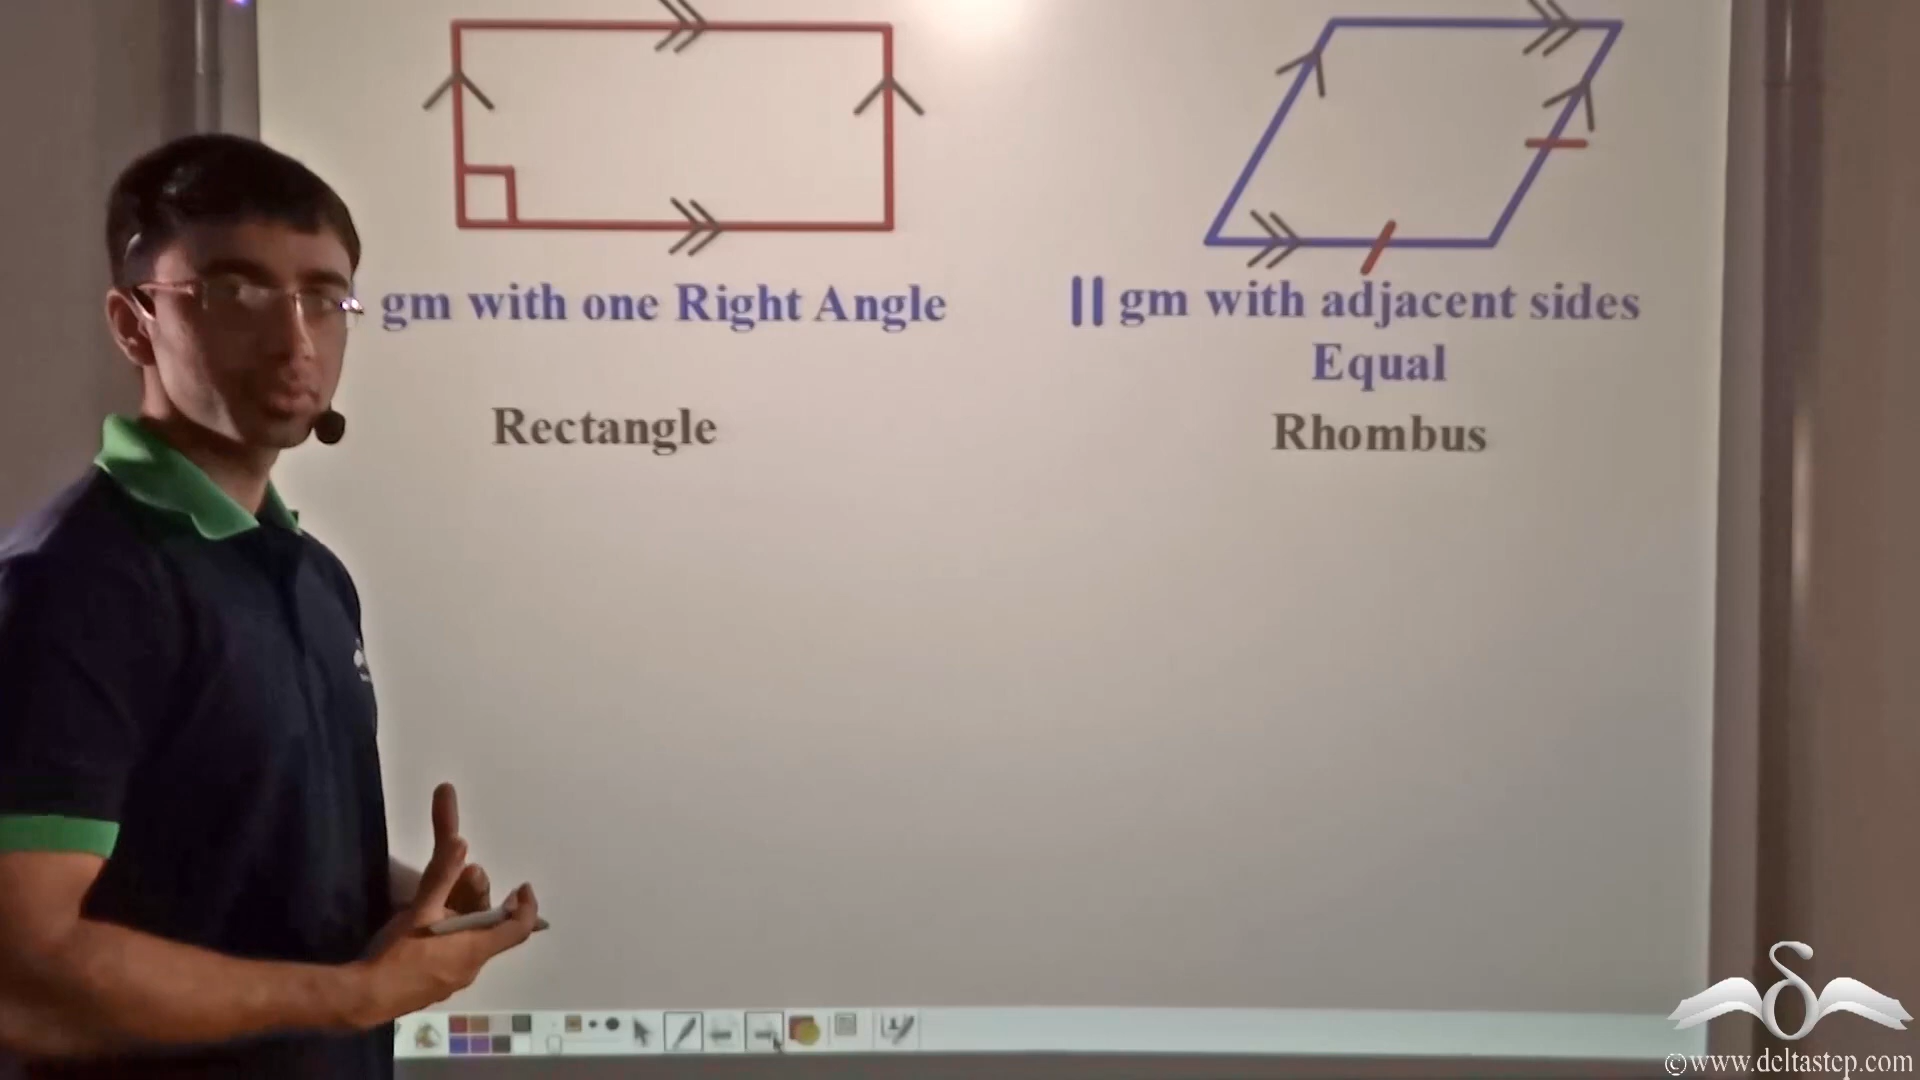 gm with one Right Angle
Rectangle
|| gm with adjacent sides
Equal
Rhombus
©www.deltastep.com